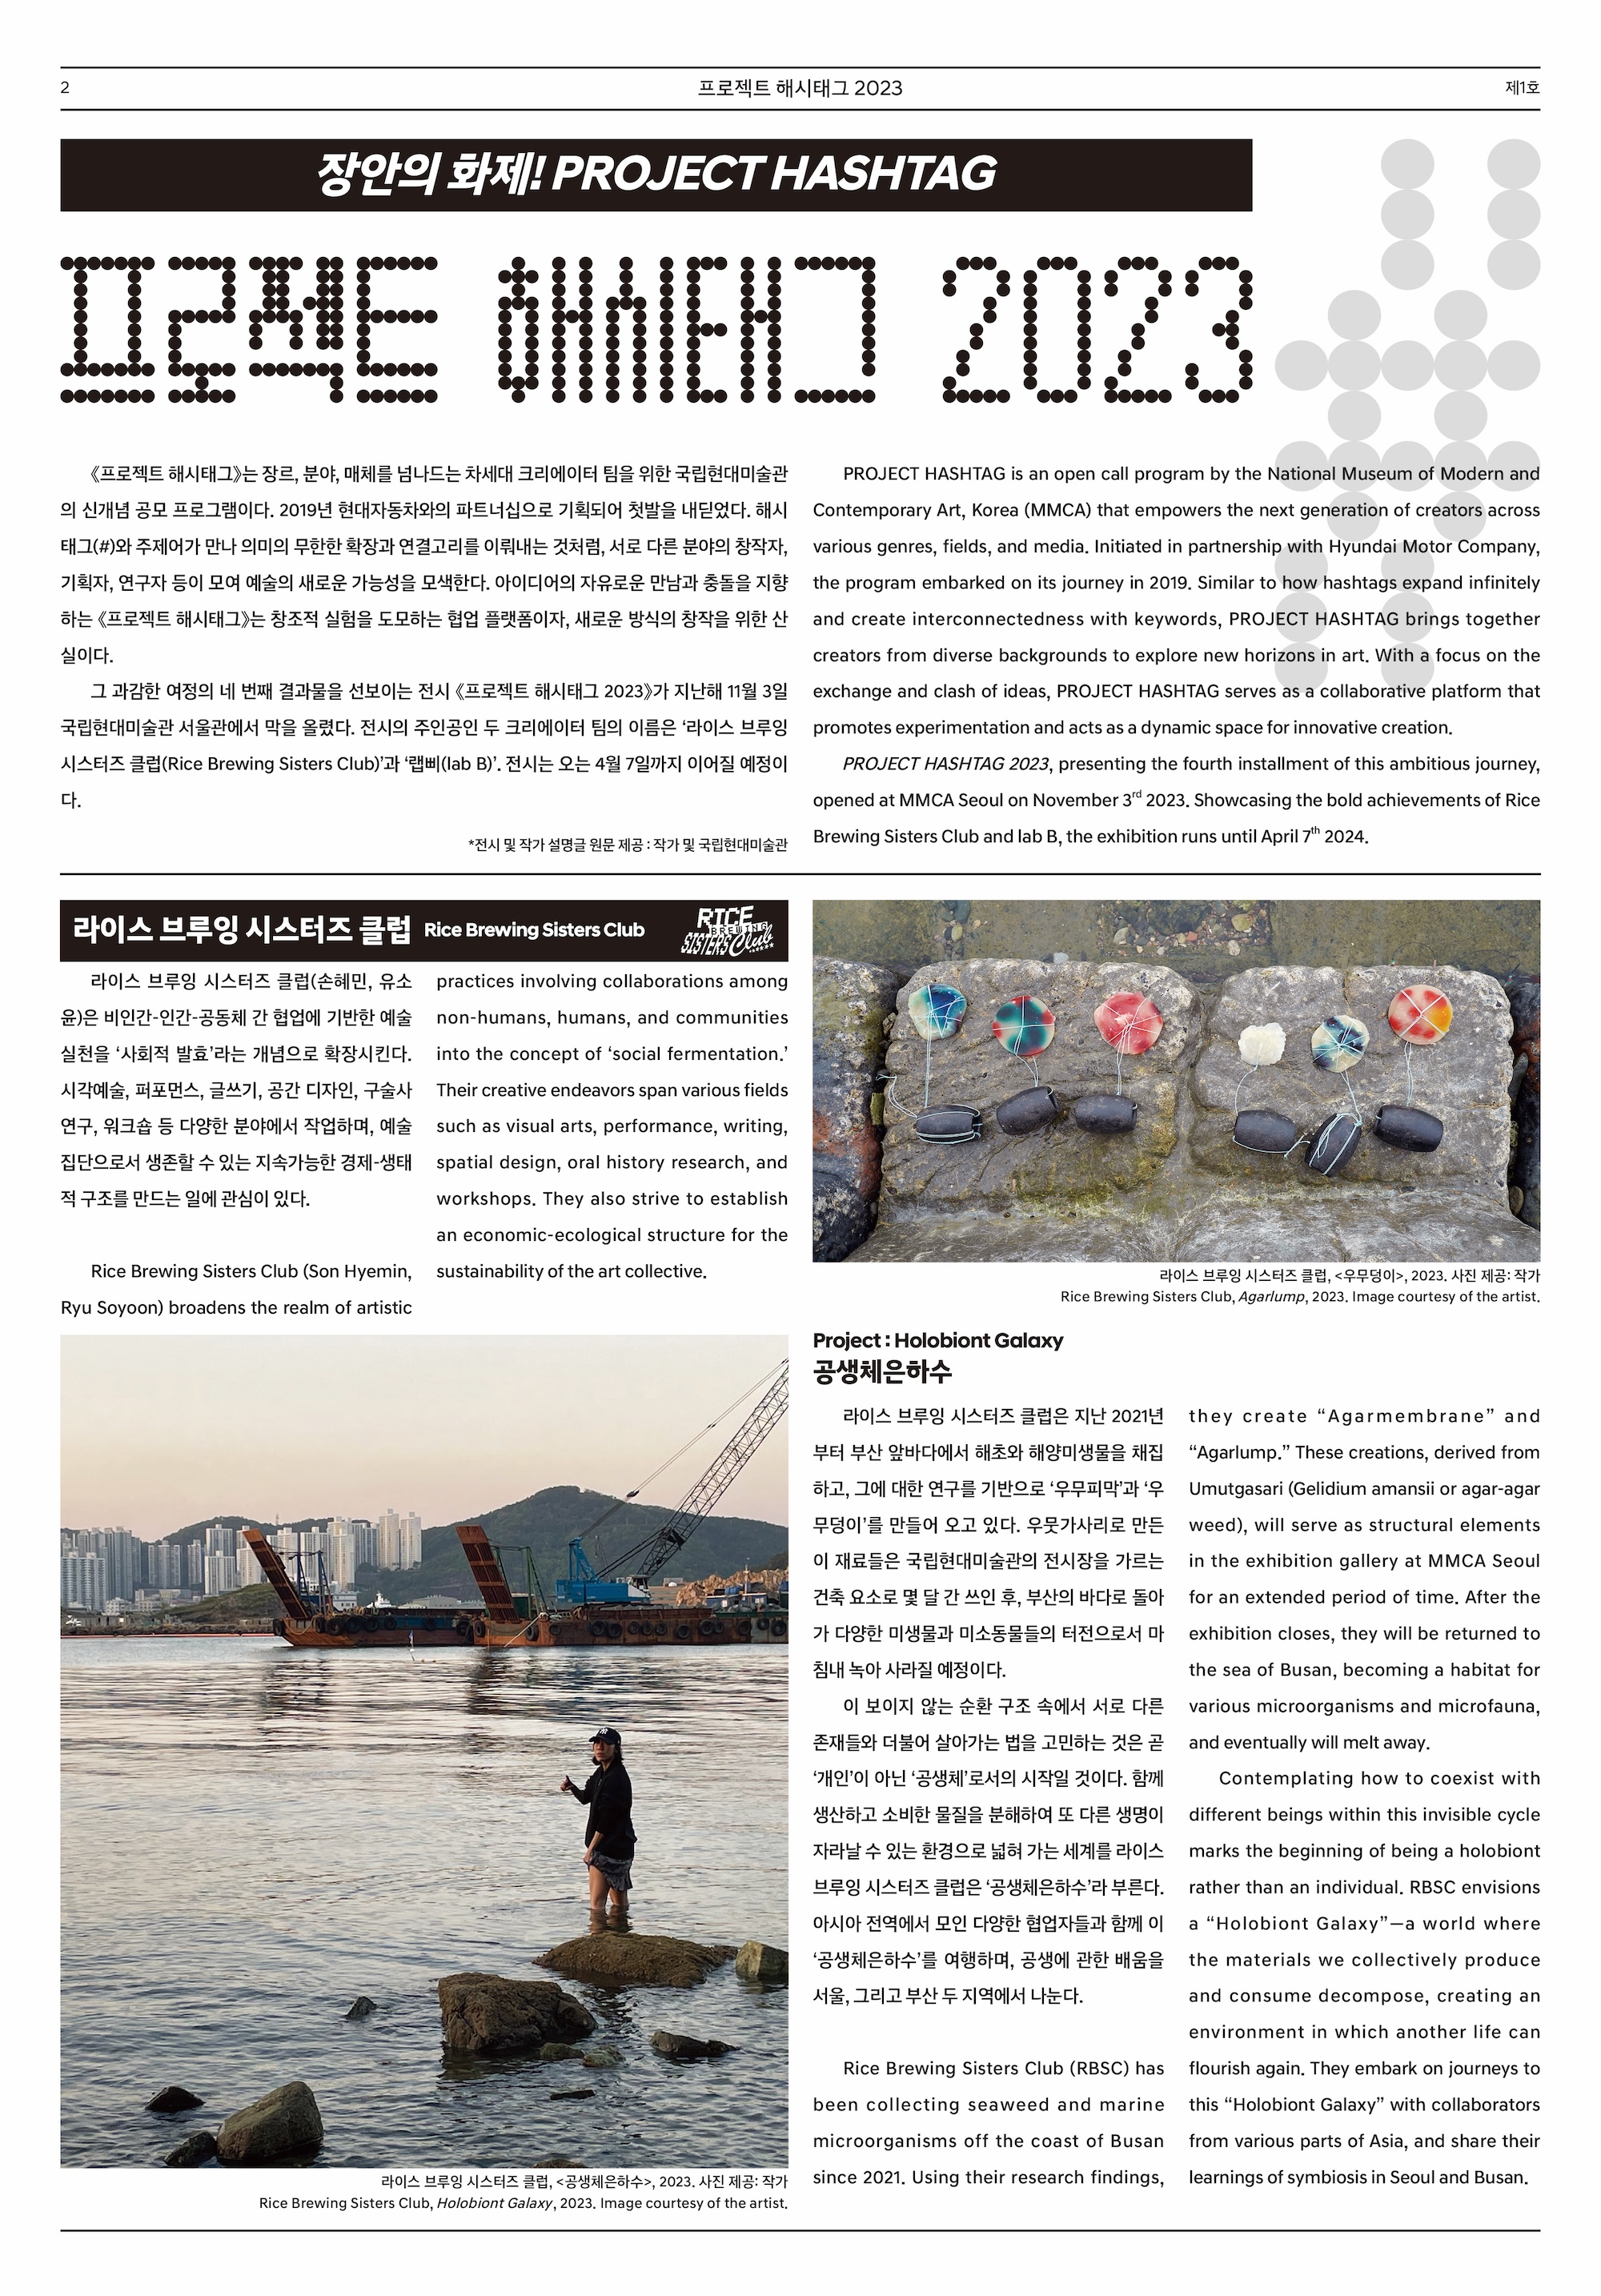 2
프로젝트 해시태그 2023
제1호
장안의 화제! PROJECT HASHTAG
프로젝트 해시태그 2023
《프로젝트 해시태그》는 장르, 분야, 매체를 넘나드는 차세대 크리에이터 팀을 위한 국립현대미술관
의 신개념 공모 프로그램이다. 2019년 현대자동차와의 파트너십으로 기획되어 첫발을 내딛었다. 해시
태그(#)와 주제어가 만나 의미의 무한한 확장과 연결고리를 이뤄내는 것처럼, 서로 다른 분야의 창작자,
기획자, 연구자 등이 모여 예술의 새로운 가능성을 모색한다. 아이디어의 자유로운 만남과 충돌을 지향
하는 《프로젝트 해시태그》는 창조적 실험을 도모하는 협업 플랫폼이자, 새로운 방식의 창작을 위한 산
실이다.
그 과감한 여정의 네 번째 결과물을 선보이는 전시 《프로젝트 해시태그 2023》가 지난해 11월 3일
국립현대미술관 서울관에서 막을 올렸다. 전시의 주인공인 두 크리에이터 팀의 이름은 ‘라이스 브루잉
시스터즈 클럽(Rice Brewing Sisters Club)’과 ‘랩삐(lab B)’. 전시는 오는 4월 7일까지 이어질 예정이
다.
*전시 및 작가 설명글 원문 제공 : 작가 및 국립현대미술관
PROJECT HASHTAG is an open call program by the National Museum of Modern and
Contemporary Art, Korea (MMCA) that empowers the next generation of creators across
various genres, fields, and media. Initiated in partnership with Hyundai Motor Company,
the program embarked on its journey in 2019. Similar to how hashtags expand infinitely
and create interconnectedness with keywords, PROJECT HASHTAG brings together
creators from diverse backgrounds to explore new horizons in art. With a focus on the
exchange and clash of ideas, PROJECT HASHTAG serves as a collaborative platform that
promotes experimentation and acts as a dynamic space for innovative creation.
PROJECT HASHTAG 2023, presenting the fourth installment of this ambitious journey,
opened at MMCA Seoul on November 3rd 2023. Showcasing the bold achievements of Rice
Brewing Sisters Club and lab B, the exhibition runs until April 7th 2024.
라이스 브루잉 시스터즈 클럽 Rice Brewing Sisters Club
RICE
BREWING
SISTERS Club
라이스 브루잉 시스터즈 클럽(손혜민, 유소
윤)은 비인간-인간-공동체 간 협업에 기반한 예술
실천을 ‘사회적 발효’라는 개념으로 확장시킨다.
시각예술, 퍼포먼스, 글쓰기, 공간 디자인, 구술사
연구, 워크숍 등 다양한 분야에서 작업하며, 예술
집단으로서 생존할 수 있는 지속가능한 경제-생태
적 구조를 만드는 일에 관심이 있다.
Rice Brewing Sisters Club (Son Hyemin,
Ryu Soyoon) broadens the realm of artistic
practices involving collaborations among
non-humans, humans, and communities
into the concept of ‘social fermentation.’
Their creative endeavors span various fields
such as visual arts, performance, writing,
spatial design, oral history research, and
workshops. They also strive to establish
an economic-ecological structure for the
sustainability of the art collective.
라이스 브루잉 시스터즈 클럽, <우무덩이>, 2023. 사진 제공: 작가
Rice Brewing Sisters Club, Agarlump, 2023. Image courtesy of the artist.
라이스 브루잉 시스터즈 클럽, <공생체은하수>, 2023. 사진 제공: 작가
Rice Brewing Sisters Club, Holobiont Galaxy, 2023. Image courtesy of the artist.
Project : Holobiont Galaxy
공생체은하수
라이스 브루잉 시스터즈 클럽은 지난 2021년
부터 부산 앞바다에서 해초와 해양미생물을 채집
하고, 그에 대한 연구를 기반으로 ‘우무피막’과 ‘우
무덩이’를 만들어 오고 있다. 우뭇가사리로 만든
이 재료들은 국립현대미술관의 전시장을 가르는
건축 요소로 몇 달 간 쓰인 후, 부산의 바다로 돌아
가 다양한 미생물과 미소동물들의 터전으로서 마
침내 녹아 사라질 예정이다.
이 보이지 않는 순환 구조 속에서 서로 다른
존재들와 더불어 살아가는 법을 고민하는 것은 곧
‘개인’이 아닌 ‘공생체’로서의 시작일 것이다. 함께
생산하고 소비한 물질을 분해하여 또 다른 생명이
자라날 수 있는 환경으로 넓혀 가는 세계를 라이스
브루잉 시스터즈 클럽은 ‘공생체은하수’라 부른다.
아시아 전역에서 모인 다양한 협업자들과 함께 이
‘공생체은하수’를 여행하며, 공생에 관한 배움을
서울, 그리고 부산 두 지역에서 나눈다.
Rice Brewing Sisters Club (RBSC) has
been collecting seaweed and marine
microorganisms off the coast of Busan
since 2021. Using their research findings,
they create “Agarmembrane” and
“Agarlump.” These creations, derived from
Umutgasari (Gelidium amansii or agar-agar
weed), will serve as structural elements
in the exhibition gallery at MMCA Seoul
for an extended period of time. After the
exhibition closes, they will be returned to
the sea of Busan, becoming a habitat for
various microorganisms and microfauna,
and eventually will melt away.
Contemplating how to coexist with
different beings within this invisible cycle
marks the beginning of being a holobiont
rather than an individual. RBSC envisions
a “Holobiont Galaxy”—a world where
the materials we collectively produce
and consume decompose, creating an
environment in which another life can
flourish again. They embark on journeys to
this “Holobiont Galaxy” with collaborators
from various parts of Asia, and share their
learnings of symbiosis in Seoul and Busan.